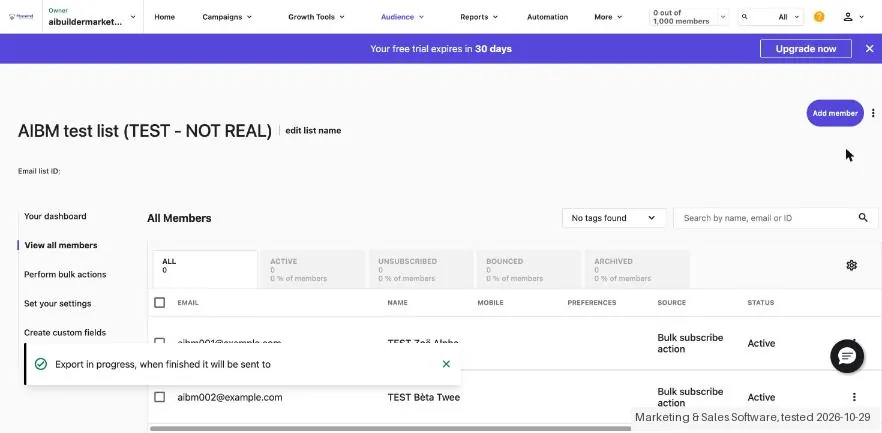 Owner
aibuildermarket...
Home
Campaigns
Growth Tools
Audience
Reports
Automation
More
0 out of
1,000 members
All
?
Your free trial expires in 30 days
Upgrade now
Add member
AIBM test list (TEST - NOT REAL)
edit list name
Email list ID:
Your dashboard
View all members
Perform bulk actions
Set your settings
Create custom fields
All Members
No tags found
Search by name, email or ID
ALL
0
ACTIVE
0
0 % of members
UNSUBSCRIBED
0
0 % of members
BOUNCED
0
0 % of members
ARCHIVED
0
0 % of members
EMAIL
NAME
MOBILE
PREFERENCES
SOURCE
STATUS
aibm001@example.com
TEST Zoë Alpha
Bulk subscribe
action
Active
Export in progress, when finished it will be sent to
aibm002@example.com
TEST Bèta Twee
Bulk subscribe
action
Active
Marketing & Sales Software, tested 2026-10-29